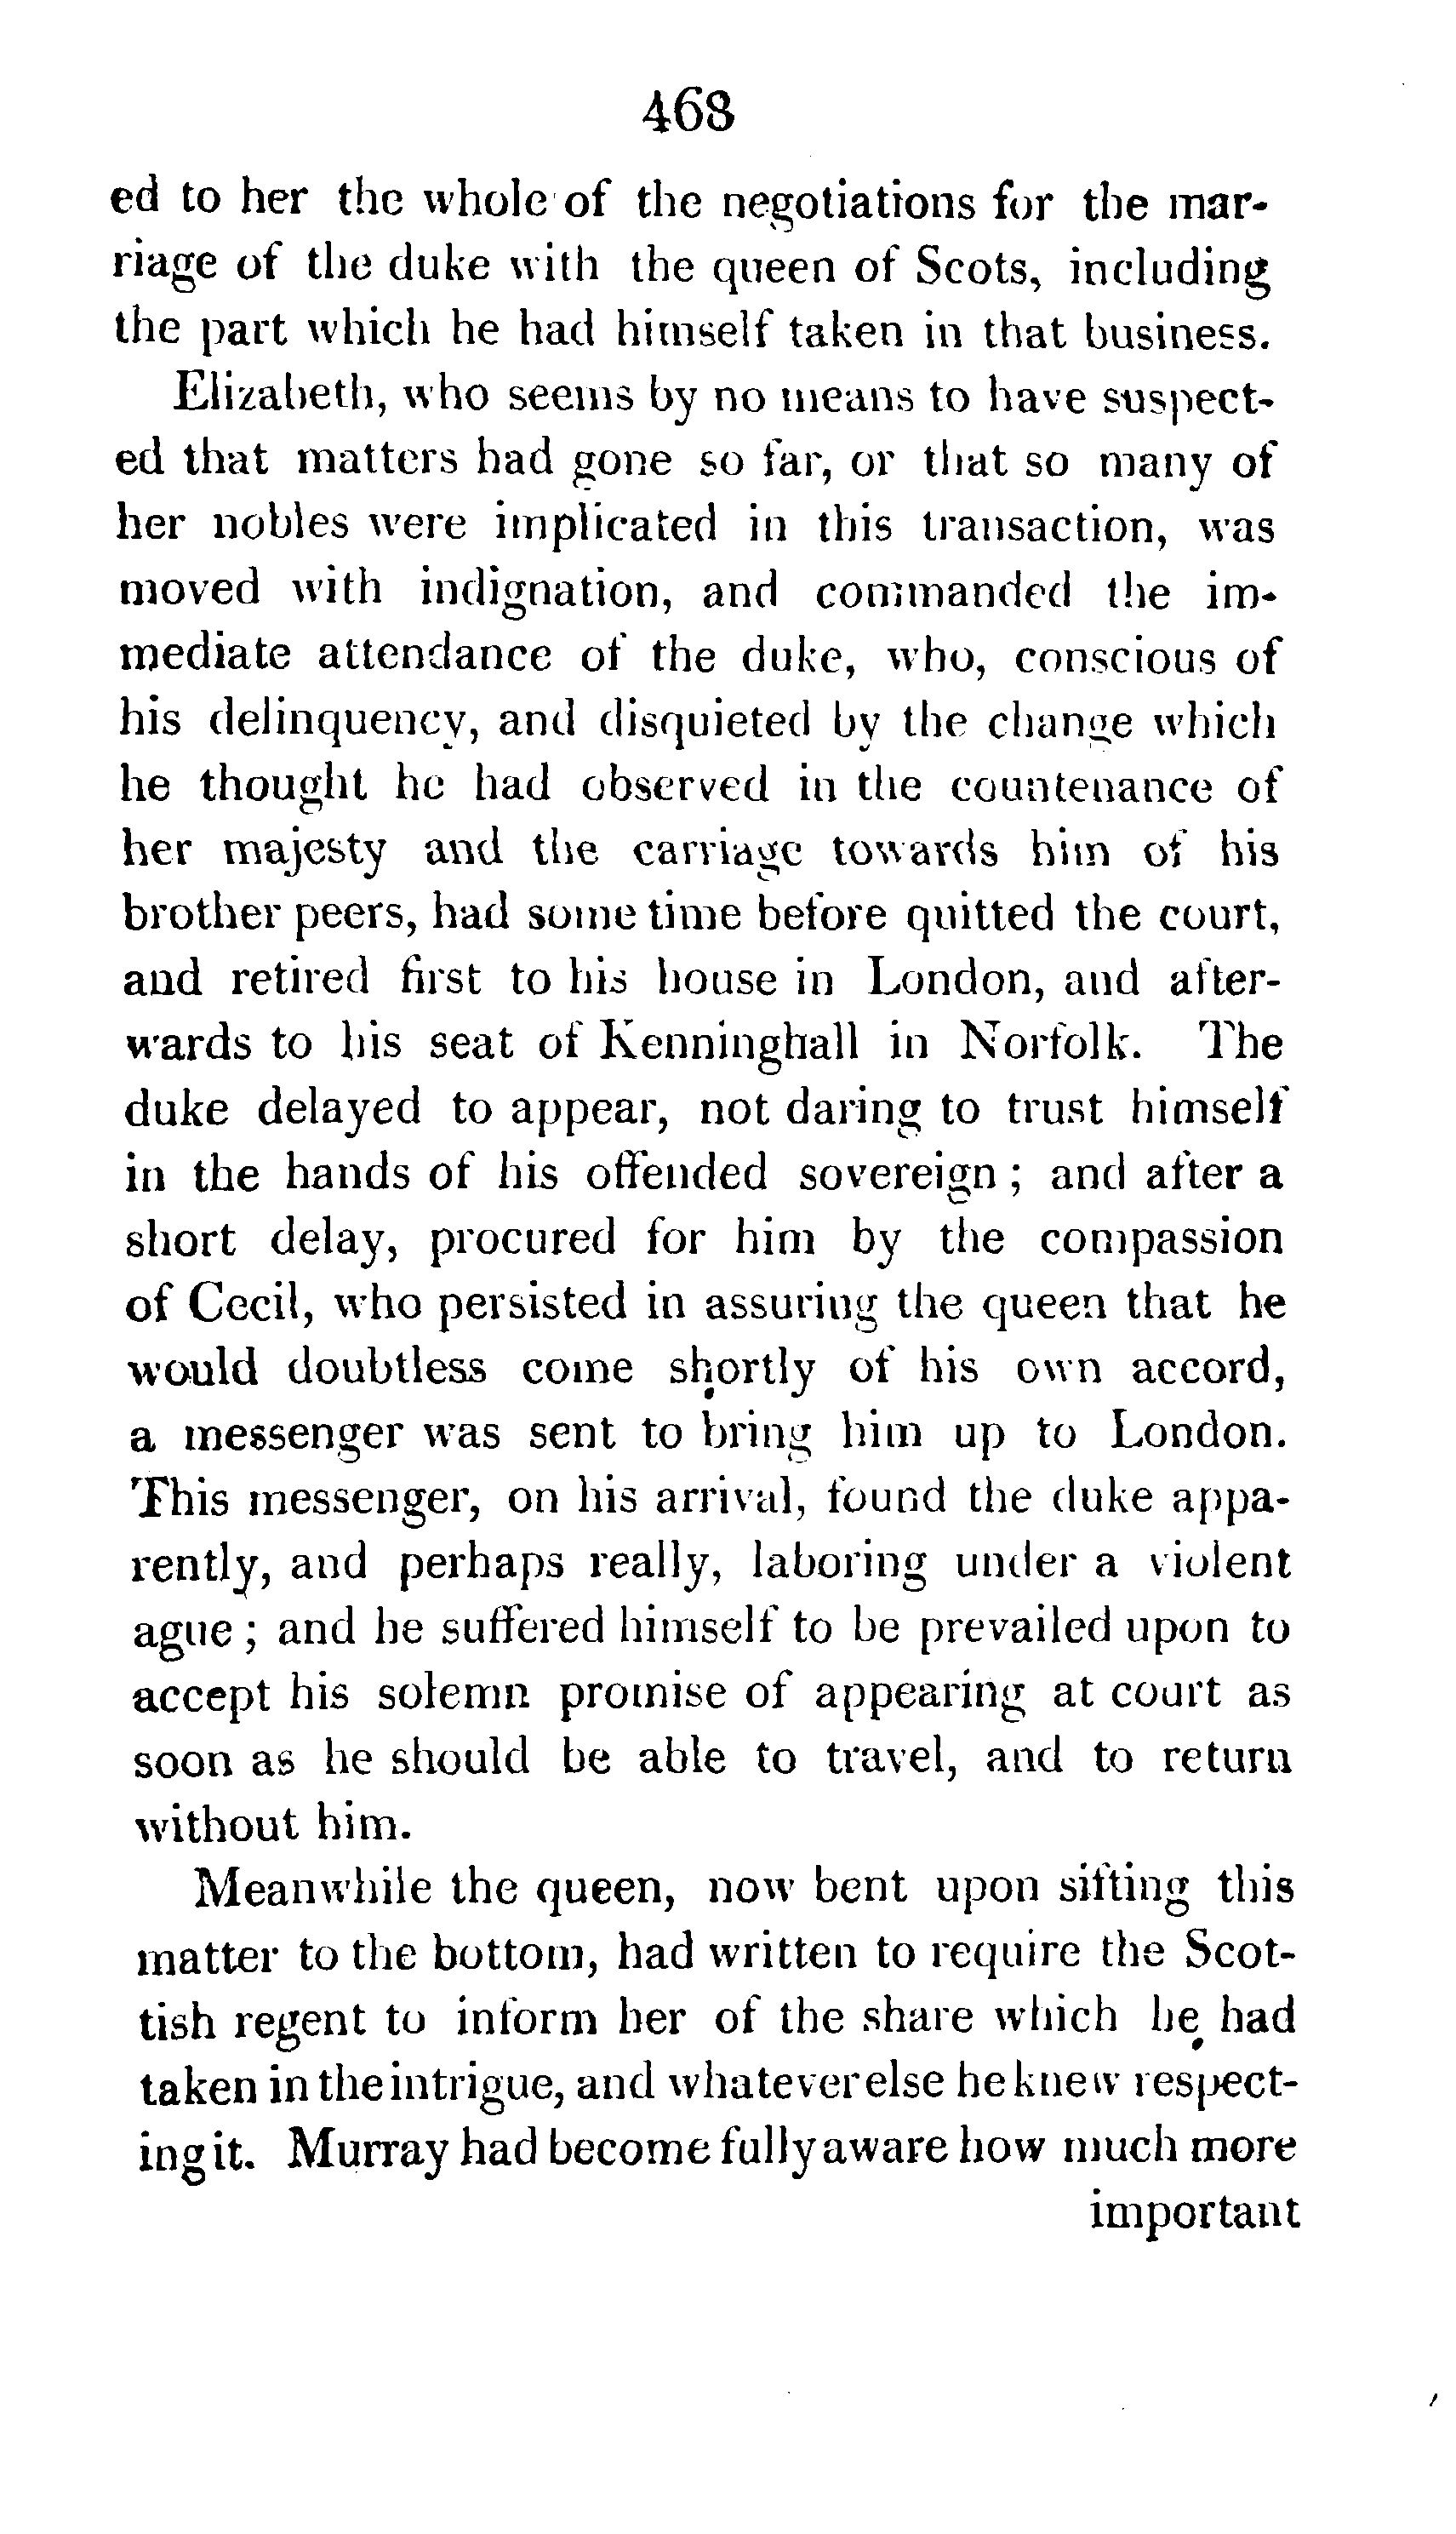 468
ed to her the whole of the negotiations for the mar-
riage of the duke with the queen of Scots, including
the part which he had himself taken in that business.
Elizabeth, who seems by no means to have suspect-
ed that matters had gone so far, or that so many of
her nobles were implicated in this transaction, was
moved with indignation, and commanded the im-
mediate attendance of the duke, who, conscious of
his delinquency, and disquieted by the change which
he thought he had observed in the countenance of
her majesty and the carriage towards him of his
brother peers, had some time before quitted the court,
and retired first to his house in London, and after-
wards to his seat of Kenninghall in Norfolk. The
duke delayed to appear, not daring to trust himself
in the hands of his offended sovereign; and after a
short delay, procured for him by the compassion
of Cecil, who persisted in assuring the queen that he
would doubtless come shortly of his own accord,
a messenger was sent to bring him up to London.
This messenger, on his arrival, found the duke appa-
rently, and perhaps really, laboring under a violent
ague; and he suffered himself to be prevailed upon to
accept his solemn promise of appearing at court as
soon as he should be able to travel, and to return
without him.
Meanwhile the queen, now bent upon sifting this
matter to the bottom, had written to require the Scot-
tish regent to inform her of the share which he had
taken in the intrigue, and whatever else he knew respect-
ing it. Murray had become fully aware how much more
important